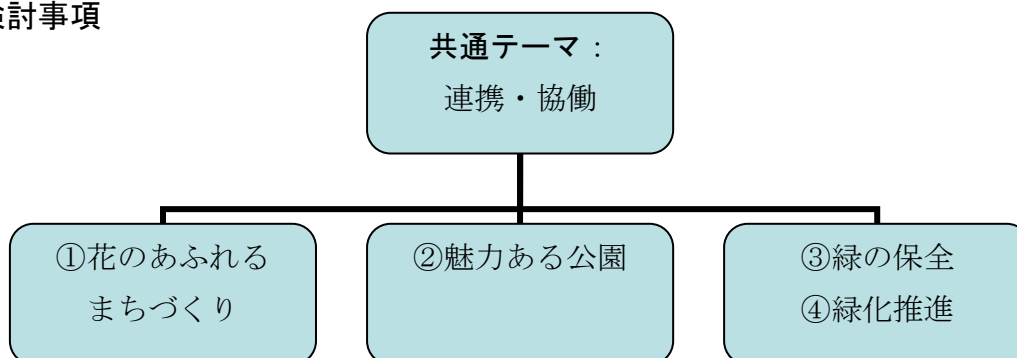 検討事項
共通テーマ：
連携・協働
①花のあふれる
まちづくり
②魅力ある公園
③緑の保全
④緑化推進